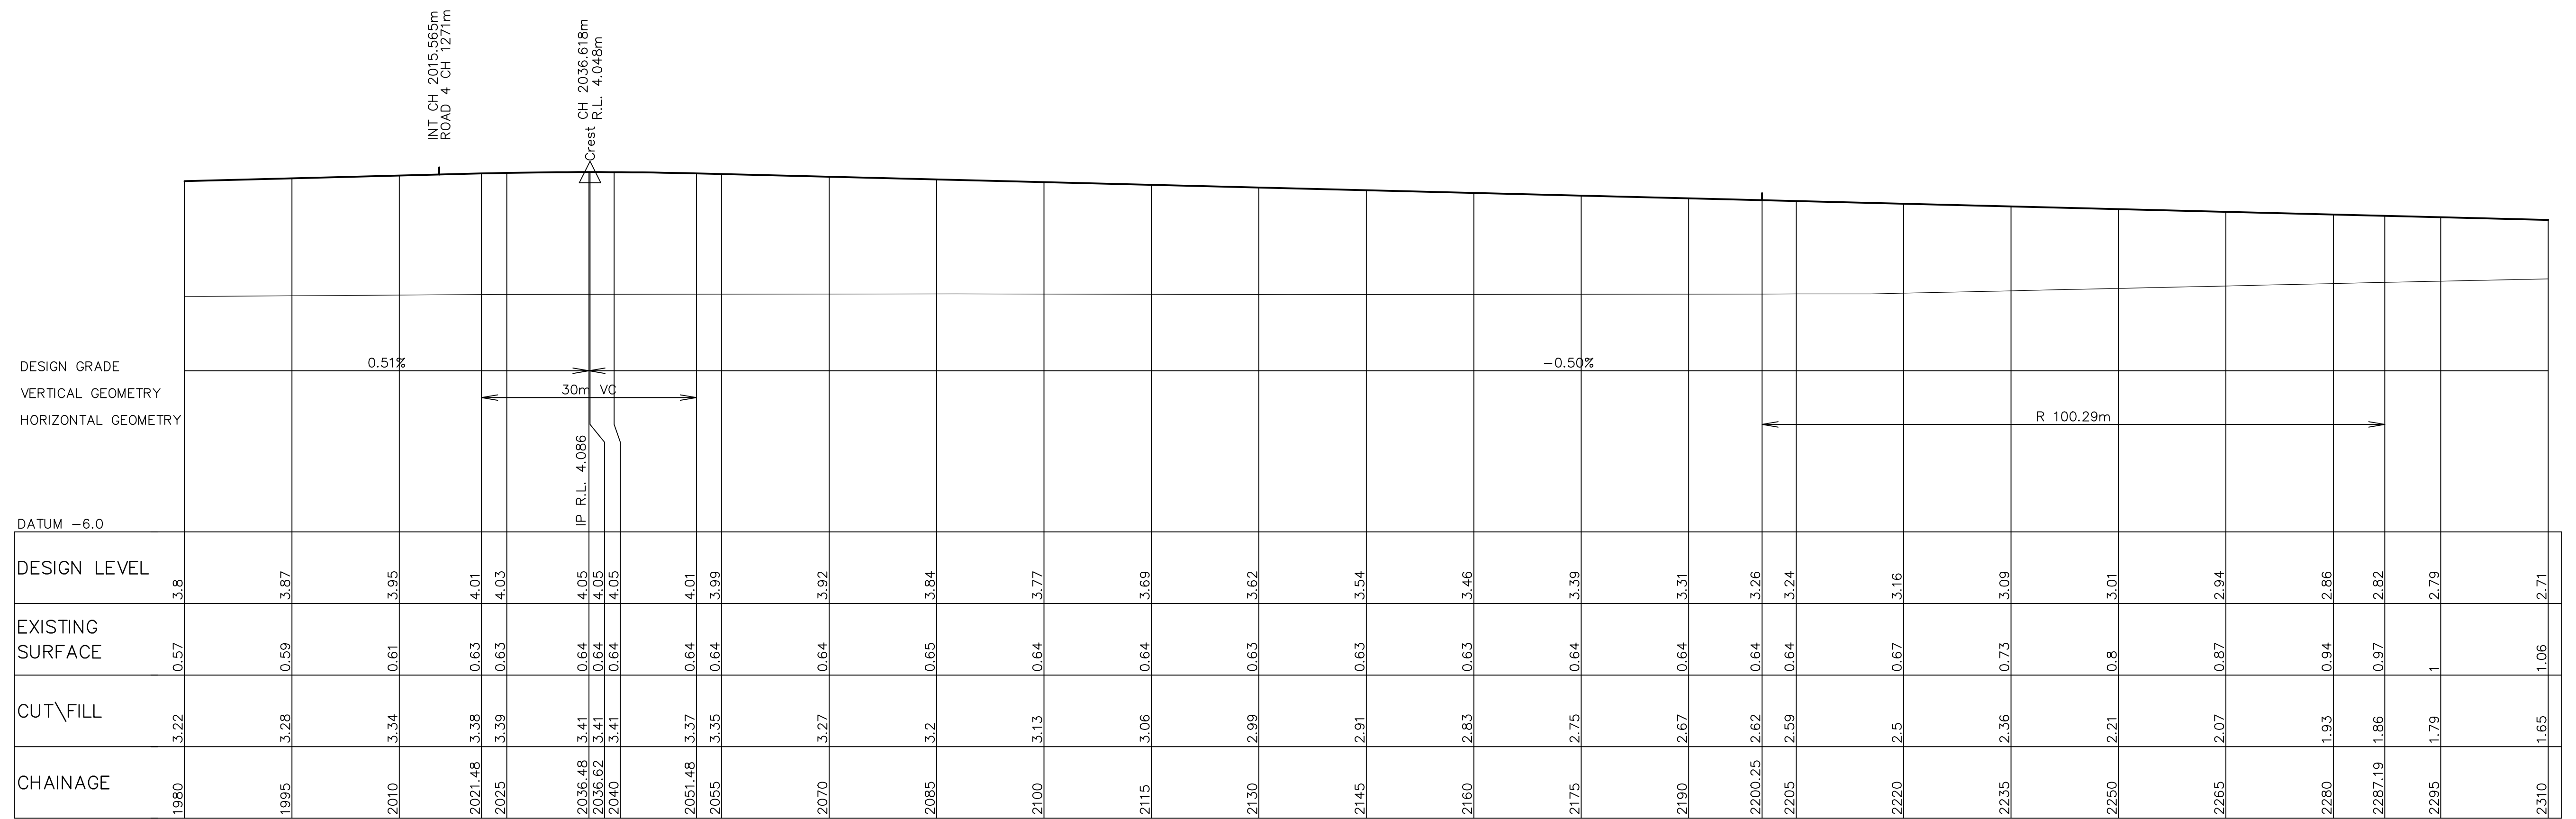 INT CH 2015.565m
ROAD 4 CH 1271m
Crest CH 2036.618m
R.L. 4.048m
DESIGN GRADE 0.51% -0.50%
VERTICAL GEOMETRY 30m VC
HORIZONTAL GEOMETRY R 100.29m
IP R.L. 4.086
DATUM -6.0
DESIGN LEVEL 3.8 3.87 3.95 4.01 4.03 4.05 4.05 4.05 4.01 3.99 3.92 3.84 3.77 3.69 3.62 3.54 3.46 3.39 3.31 3.26 3.24 3.16 3.09 3.01 2.94 2.86 2.82 2.79 2.71
EXISTING
SURFACE 0.57 0.59 0.61 0.63 0.63 0.64 0.64 0.64 0.64 0.64 0.64 0.65 0.64 0.64 0.63 0.63 0.63 0.64 0.64 0.64 0.64 0.67 0.73 0.8 0.87 0.94 0.97 1 1.06
CUT\FILL 3.22 3.28 3.34 3.38 3.39 3.41 3.41 3.41 3.37 3.35 3.27 3.2 3.13 3.06 2.99 2.91 2.83 2.75 2.67 2.62 2.59 2.5 2.36 2.21 2.07 1.93 1.86 1.79 1.65
CHAINAGE 1980 1995 2010 2021.48 2025 2036.48 2036.62 2040 2051.48 2055 2070 2085 2100 2115 2130 2145 2160 2175 2190 2200.25 2205 2220 2235 2250 2265 2280 2287.19 2295 2310